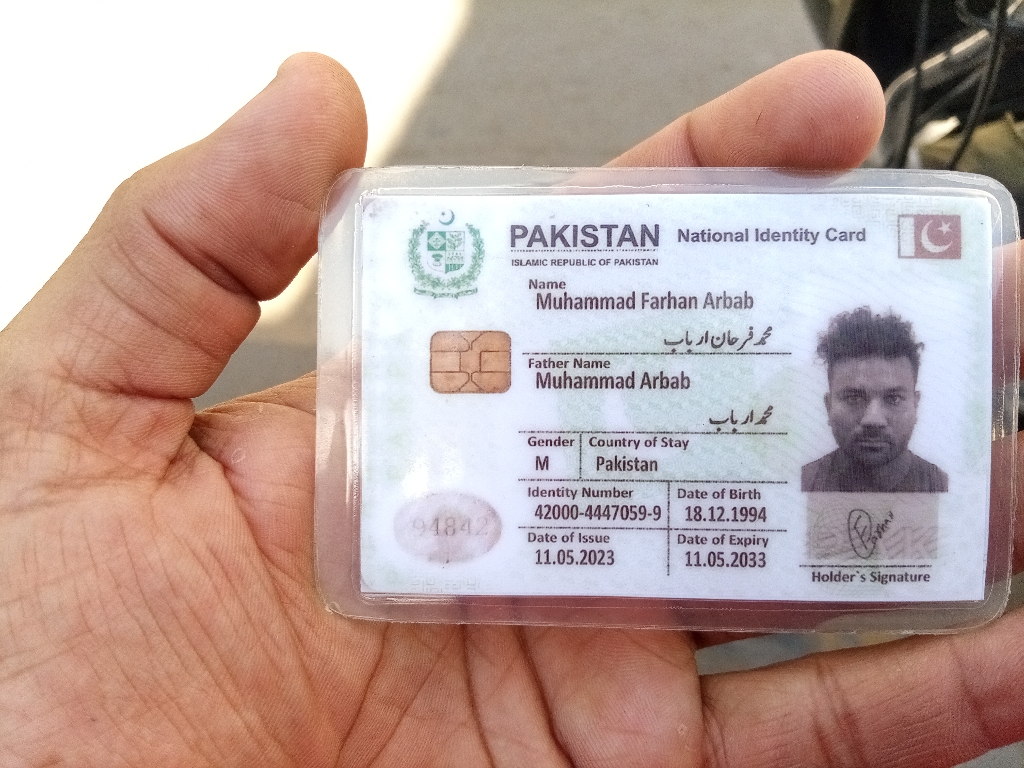 PAKISTAN National Identity Card
ISLAMIC REPUBLIC OF PAKISTAN
Name
Muhammad Farhan Arbab
محمد فرحان ارباب
Father Name
Muhammad Arbab
محمد ارباب
Gender Country of Stay
M Pakistan
Identity Number Date of Birth
42000-4447059-9 18.12.1994
Date of Issue Date of Expiry
11.05.2023 11.05.2033
94842
Holder`s Signature